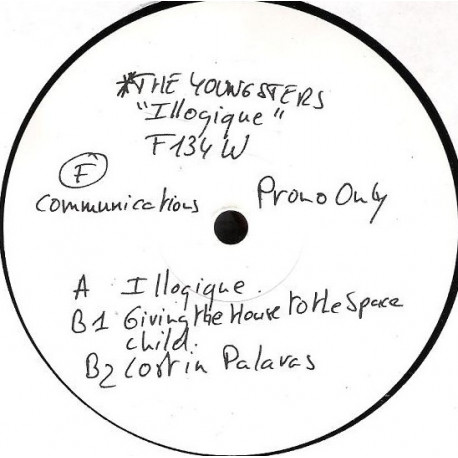 *THE YOUNGSTERS
"Illogique"
F134W
F
communications Promo Only
A Illogique.
B1 Giving the House to the Space
child.
B2 Lost in Palavas